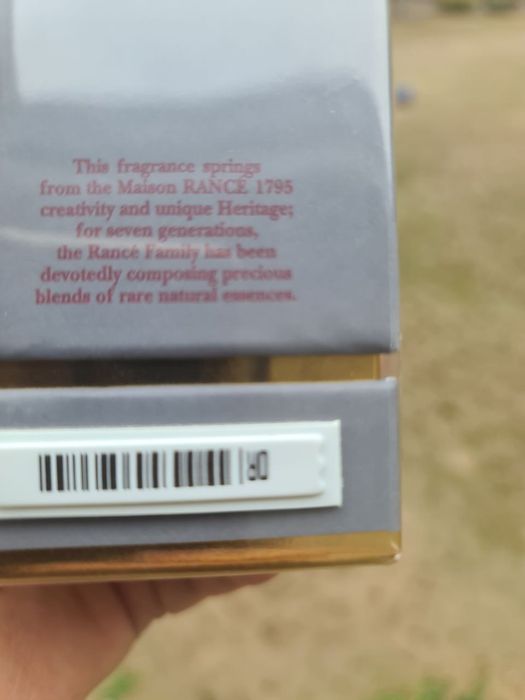 This fragrance springs
from the Maison RANCÉ 1795
creativity and unique Heritage;
for seven generations,
the Rancé Family has been
devotedly composing precious
blends of rare natural essences.